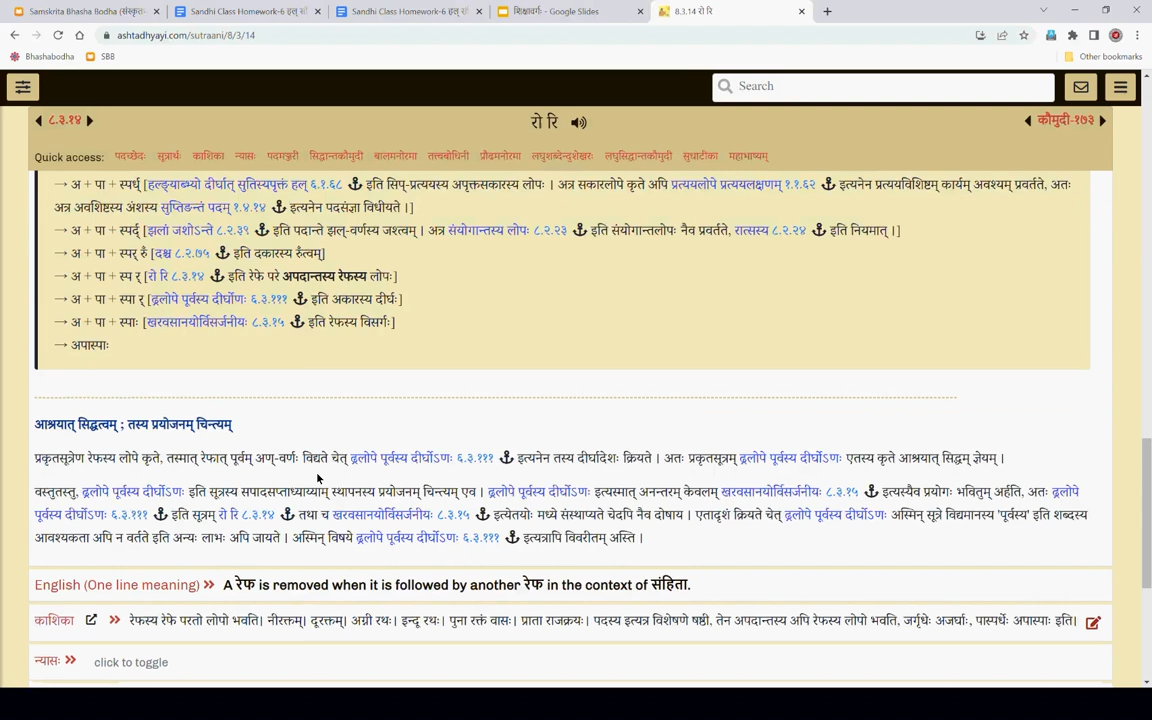 Samskrita Bhasha Bodha (संस्कृत-
Sandhi Class Homework-6 हल् सं
Sandhi Class Homework-6 हल् सं
शिक्षावर्गः - Google Slides
8.3.14 रो रि
ashtadhyayi.com/sutraani/8/3/14
Bhashabodha
SBB
Other bookmarks
Search
८.३.१४
रो रि
कौमुदी-१७३
Quick access: पदच्छेदः सूत्रार्थः काशिका न्यासः पदमञ्जरी सिद्धान्तकौमुदी बालमनोरमा तत्त्वबोधिनी प्रौढमनोरमा लघुशब्देन्दुशेखरः लघुसिद्धान्तकौमुदी सुधाटीका महाभाष्यम्
→ अ + पा + स्पर्ध् [हल्ङ्याब्भ्यो दीर्घात् सुतिस्यपृक्तं हल् ६.१.६८ इति सिप्-प्रत्ययस्य अपृक्तसकारस्य लोपः । अत्र सकारलोपे कृते अपि प्रत्ययलोपे प्रत्ययलक्षणम् १.१.६२ इत्यनेन प्रत्ययविशिष्टम् कार्यम् अवश्यम् प्रवर्तते, अतः
अत्र अवशिष्टस्य अंशस्य सुप्तिङन्तं पदम् १.४.१४ इत्यनेन पदसंज्ञा विधीयते ।]
→ अ + पा + स्पर्द् [झलां जशोऽन्ते ८.२.३९ इति पदान्ते झल्-वर्णस्य जश्त्वम् । अत्र संयोगान्तस्य लोपः ८.२.२३ इति संयोगान्तलोपः नैव प्रवर्तते, रात्सस्य ८.२.२४ इति नियमात् ।]
→ अ + पा + स्पर् रुँ [दश्च ८.२.७५ इति दकारस्य रुँत्वम्]
→ अ + पा + स्प र् [रो रि ८.३.१४ इति रेफे परे अपदान्तस्य रेफस्य लोपः]
→ अ + पा + स्पा र् [ढ्रलोपे पूर्वस्य दीर्घोऽणः ६.३.१११ इति अकारस्य दीर्घः]
→ अ + पा + स्पाः [खरवसानयोर्विसर्जनीयः ८.३.१५ इति रेफस्य विसर्गः]
→ अपास्पाः
आश्रयात् सिद्धत्वम् ; तस्य प्रयोजनम् चिन्त्यम्
प्रकृतसूत्रेण रेफस्य लोपे कृते, तस्मात् रेफात् पूर्वम् अण्-वर्णः विद्यते चेत् ढ्रलोपे पूर्वस्य दीर्घोऽणः ६.३.१११ इत्यनेन तस्य दीर्घादेशः क्रियते । अतः प्रकृतसूत्रम् ढ्रलोपे पूर्वस्य दीर्घोऽणः एतस्य कृते आश्रयात् सिद्धम् ज्ञेयम् ।
वस्तुतस्तु, ढ्रलोपे पूर्वस्य दीर्घोऽणः इति सूत्रस्य सपादसप्ताध्याय्याम् स्थापनस्य प्रयोजनम् चिन्त्यम् एव । ढ्रलोपे पूर्वस्य दीर्घोऽणः इत्यस्मात् अनन्तरम् केवलम् खरवसानयोर्विसर्जनीयः ८.३.१५ इत्यस्यैव प्रयोगः भवितुम् अर्हति, अतः ढ्रलोपे
पूर्वस्य दीर्घोऽणः ६.३.१११ इति सूत्रम् रो रि ८.३.१४ तथा च खरवसानयोर्विसर्जनीयः ८.३.१५ इत्येतयोः मध्ये संस्थाप्यते चेदपि नैव दोषाय । एतादृशं क्रियते चेत् ढ्रलोपे पूर्वस्य दीर्घोऽणः अस्मिन् सूत्रे विद्यमानस्य 'पूर्वस्य' इति शब्दस्य
आवश्यकता अपि न वर्तते इति अन्यः लाभः अपि जायते । अस्मिन् विषये ढ्रलोपे पूर्वस्य दीर्घोऽणः ६.३.१११ इत्यत्रापि विवरीतम् अस्ति ।
English (One line meaning) A रेफ is removed when it is followed by another रेफ in the context of संहिता.
काशिका रेफस्य रेफे परतो लोपो भवति। नीरक्तम्। दूरक्तम्। अग्नी रथः। इन्दू रथः। पुना रक्तं वासः। प्राता राजक्रयः। पदस्य इत्यत्र विशेषणे षष्ठी, तेन अपदान्तस्य अपि रेफस्य लोपो भवति, जर्गृधेः अजर्घाः, पास्पर्धेः अपास्पाः इति।
न्यासः click to toggle